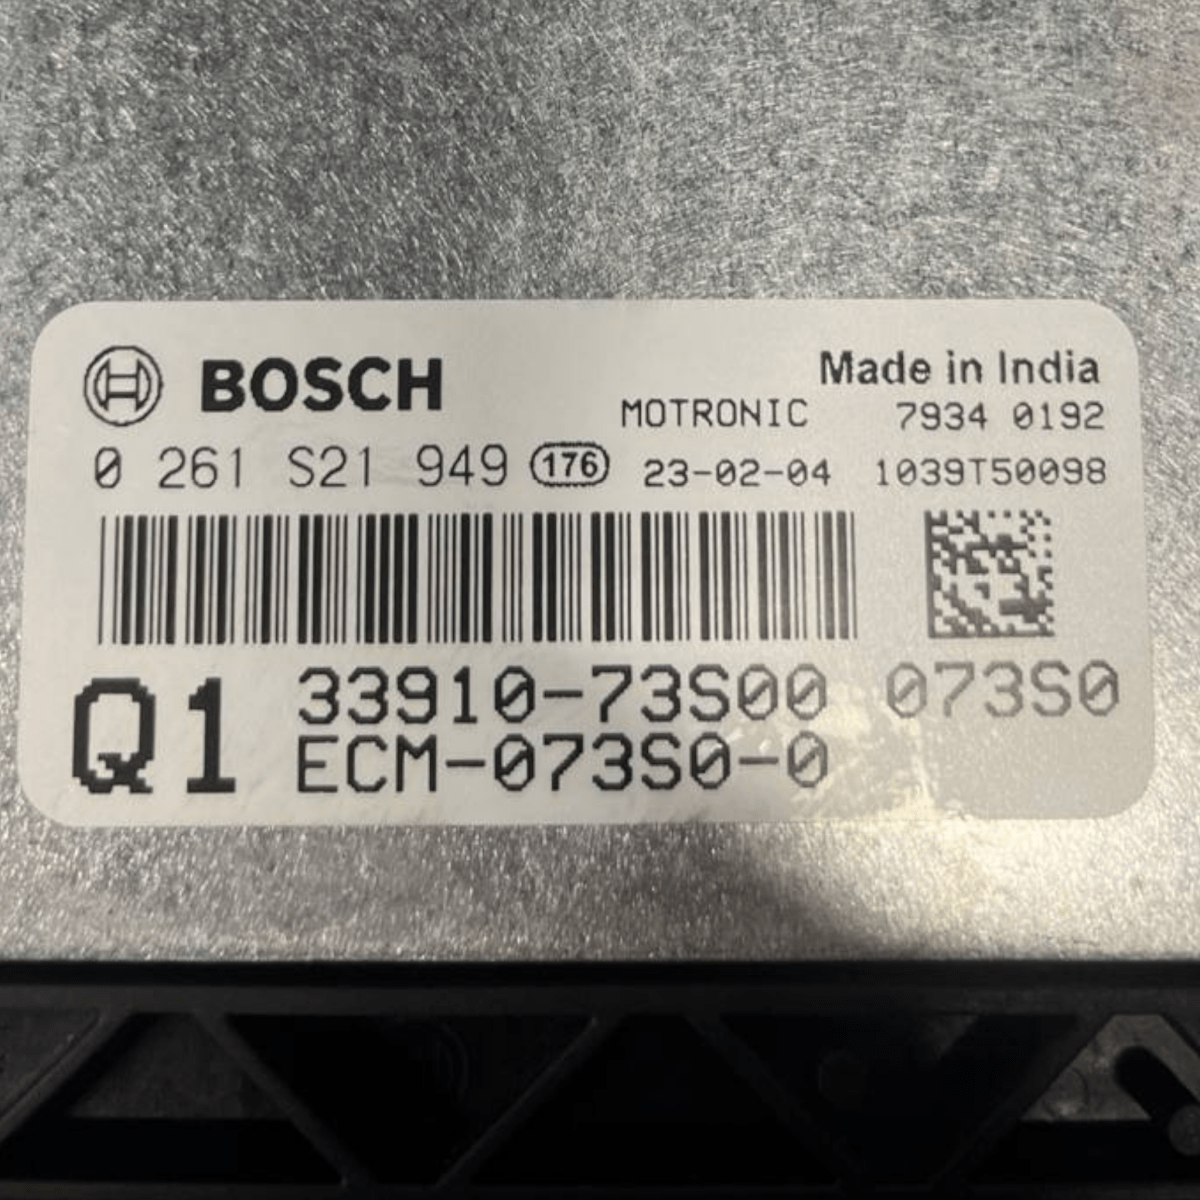 BOSCH Made in India
MOTRONIC 7934 0192
0 261 S21 949 176 23-02-04 1039T50098
Q1 33910-73S00 073S0
ECM-073S0-0